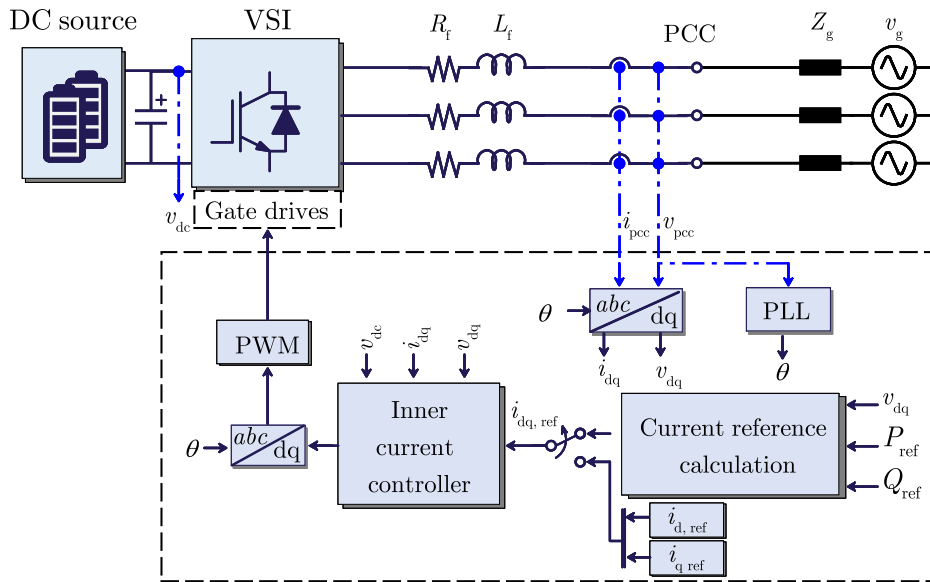 DC source
VSI
R_f
L_f
PCC
Z_g
v_g
+
v_dc
Gate drives
i_pcc
v_pcc
θ
abc
dq
PLL
i_dq
v_dq
θ
PWM
v_dc
i_dq
v_dq
Inner
current
controller
i_dq, ref
Current reference
calculation
v_dq
P_ref
Q_ref
θ
abc
dq
i_d, ref
i_q ref